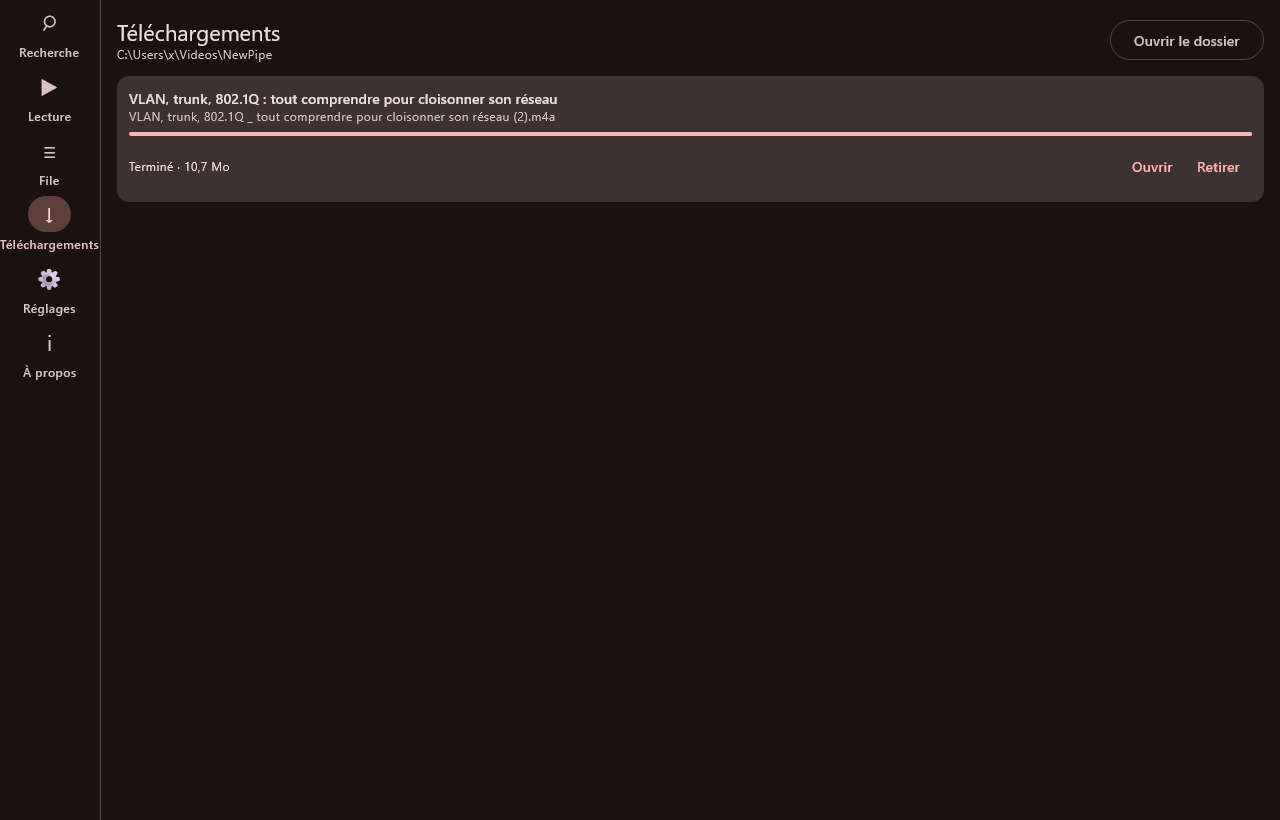 Recherche
Lecture
File
Téléchargements
Réglages
À propos
Téléchargements
C:\Users\x\Videos\NewPipe
Ouvrir le dossier
VLAN, trunk, 802.1Q : tout comprendre pour cloisonner son réseau
VLAN, trunk, 802.1Q _ tout comprendre pour cloisonner son réseau (2).m4a
Terminé · 10,7 Mo
Ouvrir
Retirer